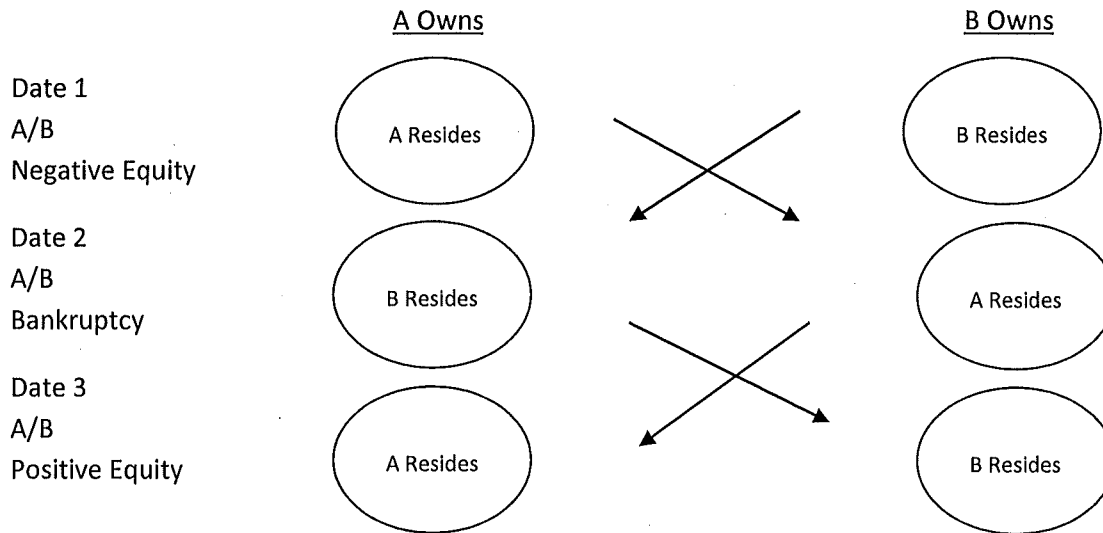 A Owns
B Owns
Date 1
A/B
Negative Equity
A Resides
B Resides
Date 2
A/B
Bankruptcy
B Resides
A Resides
Date 3
A/B
Positive Equity
A Resides
B Resides